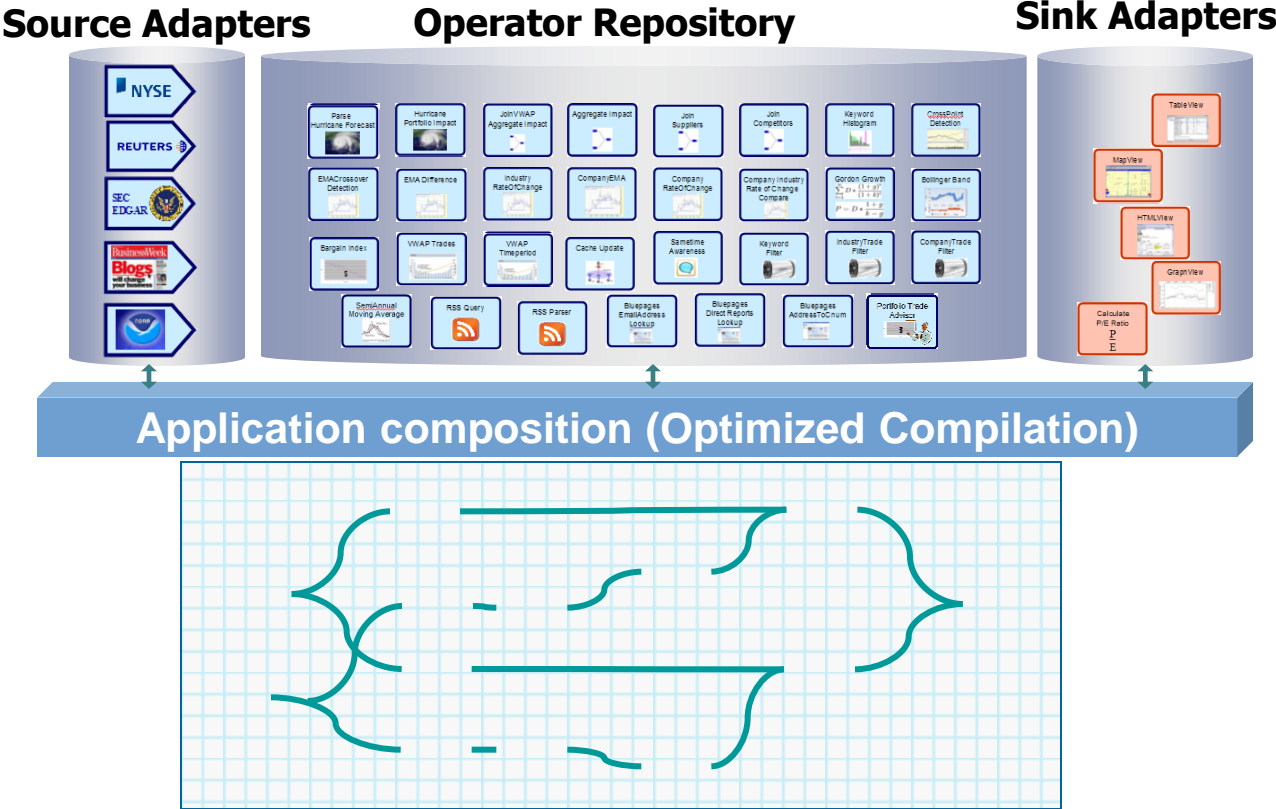 Source Adapters
Operator Repository
Sink Adapters
NYSE
REUTERS
SEC
EDGAR
BusinessWeek
Blogs
will change
your business
NOAA
Parse
Hurricane Forecast
Hurricane
Portfolio Impact
JoinVWAP
Aggregate Impact
Aggregate Impact
Join
Suppliers
Join
Competitors
Keyword
Histogram
CrossPoint
Detection
EMACrossover
Detection
EMA Difference
Industry
RateOfChange
CompanyEMA
Company
RateOfChange
Company Industry
Rate of Change
Compare
Gordon Growth
Bollinger Band
Bargain Index
$
VWAP Trades
VWAP
Timeperiod
Cache Update
Sametime
Awareness
Keyword
Filter
IndustryTrade
Filter
CompanyTrade
Filter
SemiAnnual
Moving Average
RSS Query
RSS Parser
Bluepages
EmailAddress
Lookup
Bluepages
Direct Reports
Lookup
Bluepages
AddressToCnum
Portfolio Trade
Advisor
TableView
MapView
HTMLView
GraphView
Calculate
P/E Ratio
P
E
Application composition (Optimized Compilation)